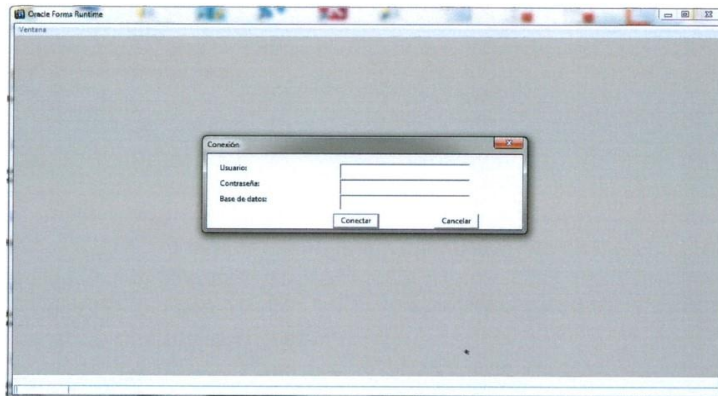 Oracle Forms Runtime
Ventana
Conexión
Usuario:
Contraseña:
Base de datos:
Conectar
Cancelar